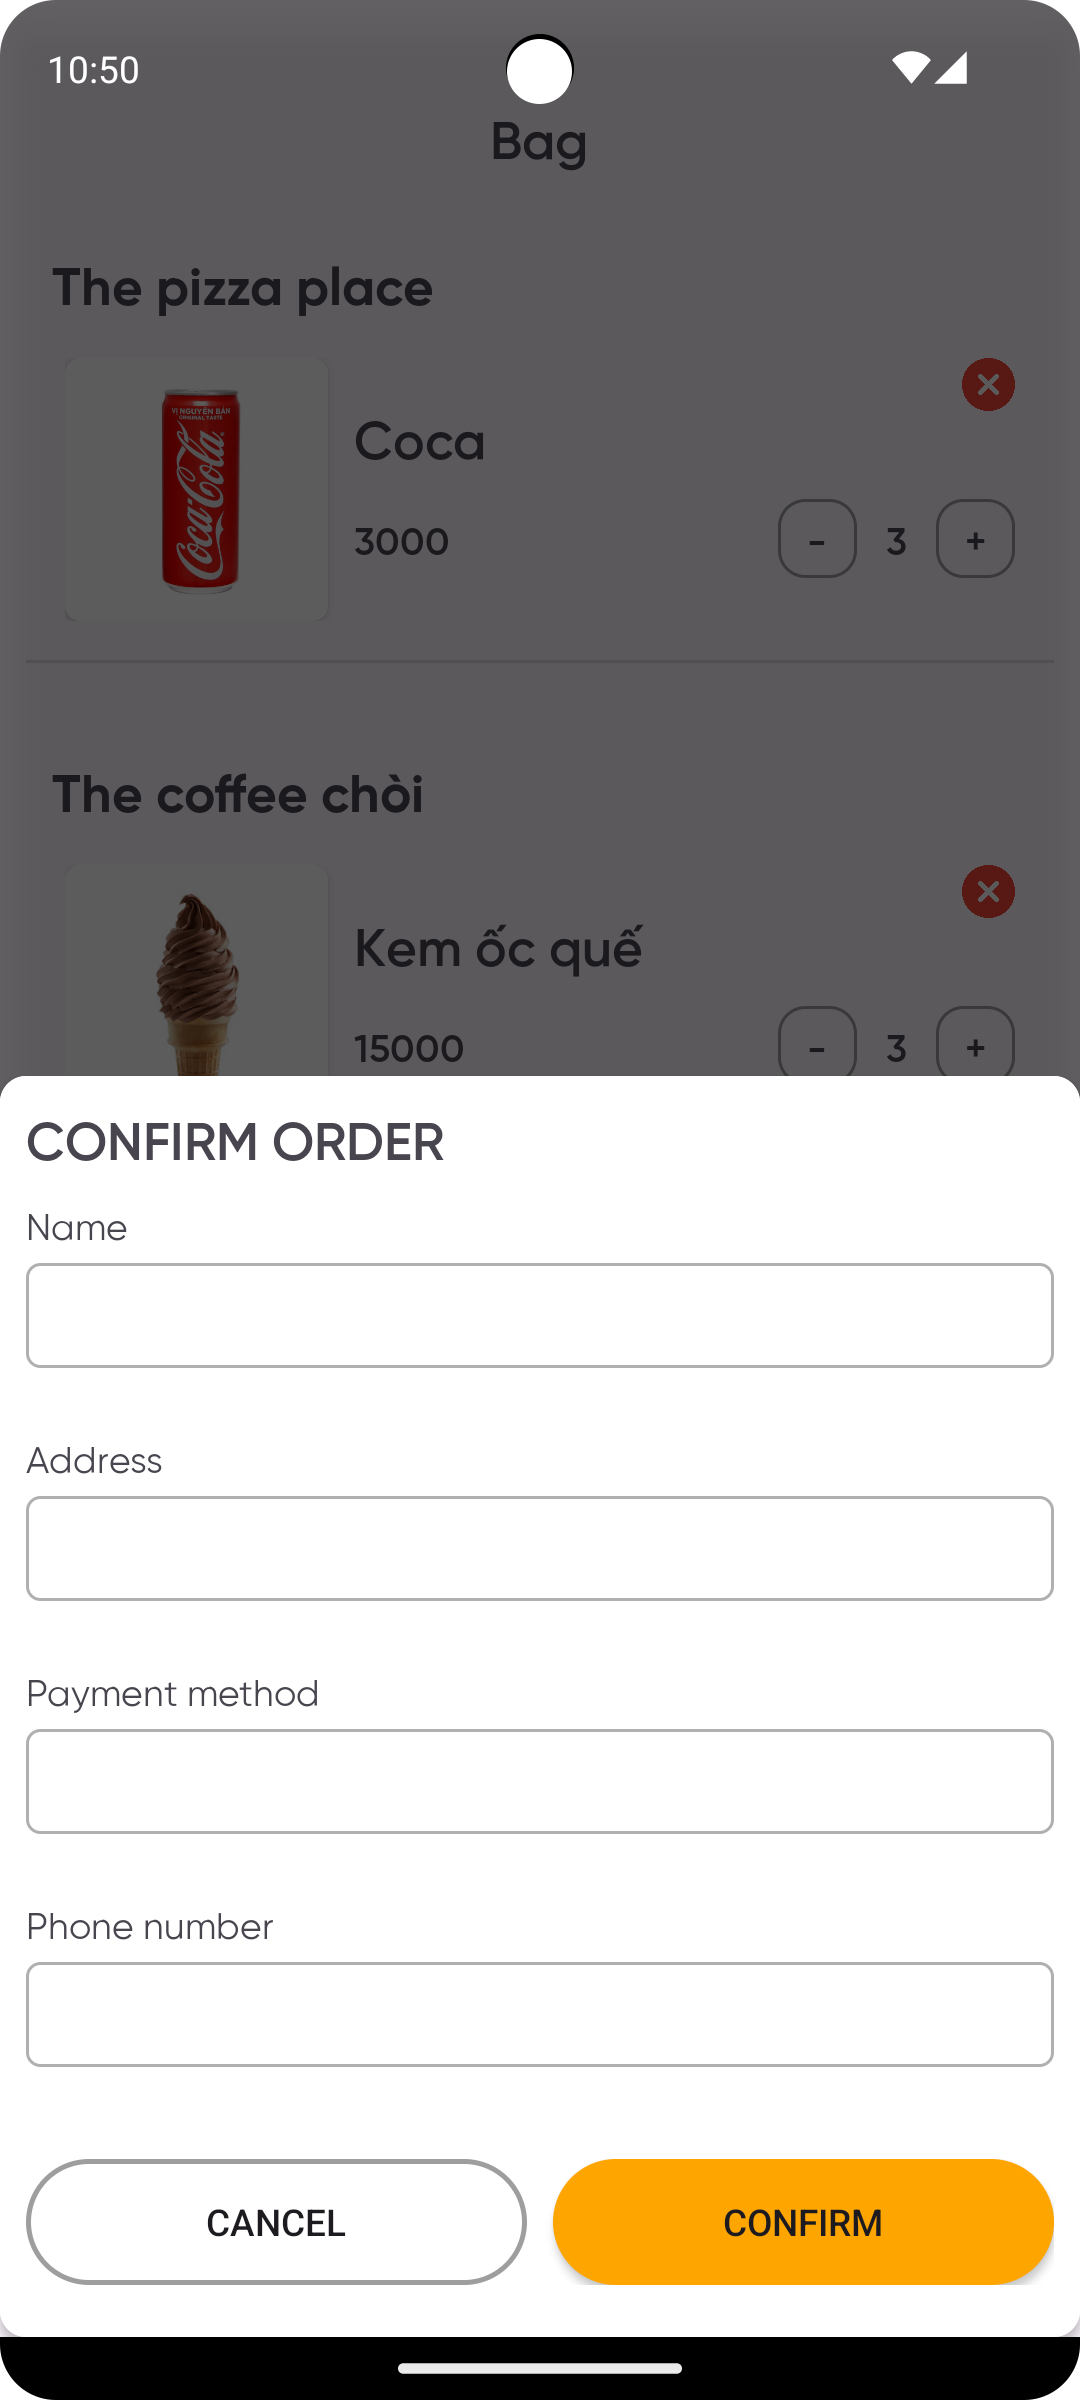 10:50
Bag
The pizza place
VỊ NGUYÊN BẢN
ORIGINAL TASTE
Coca-Cola
Coca
3000
- 3 +
The coffee chòi
Kem ốc quế
15000
- 3 +
CONFIRM ORDER
Name
Address
Payment method
Phone number
CANCEL
CONFIRM